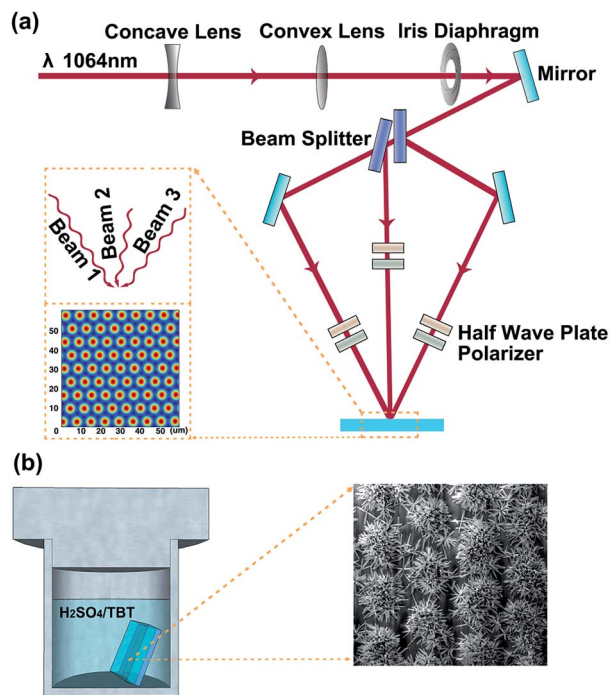 (a)
Concave Lens
Convex Lens
Iris Diaphragm
λ 1064nm
Mirror
Beam Splitter
Beam 1
Beam 2
Beam 3
Half Wave Plate
Polarizer
50
40
30
20
10
0 10 20 30 40 50 (um)
(b)
H₂SO₄/TBT